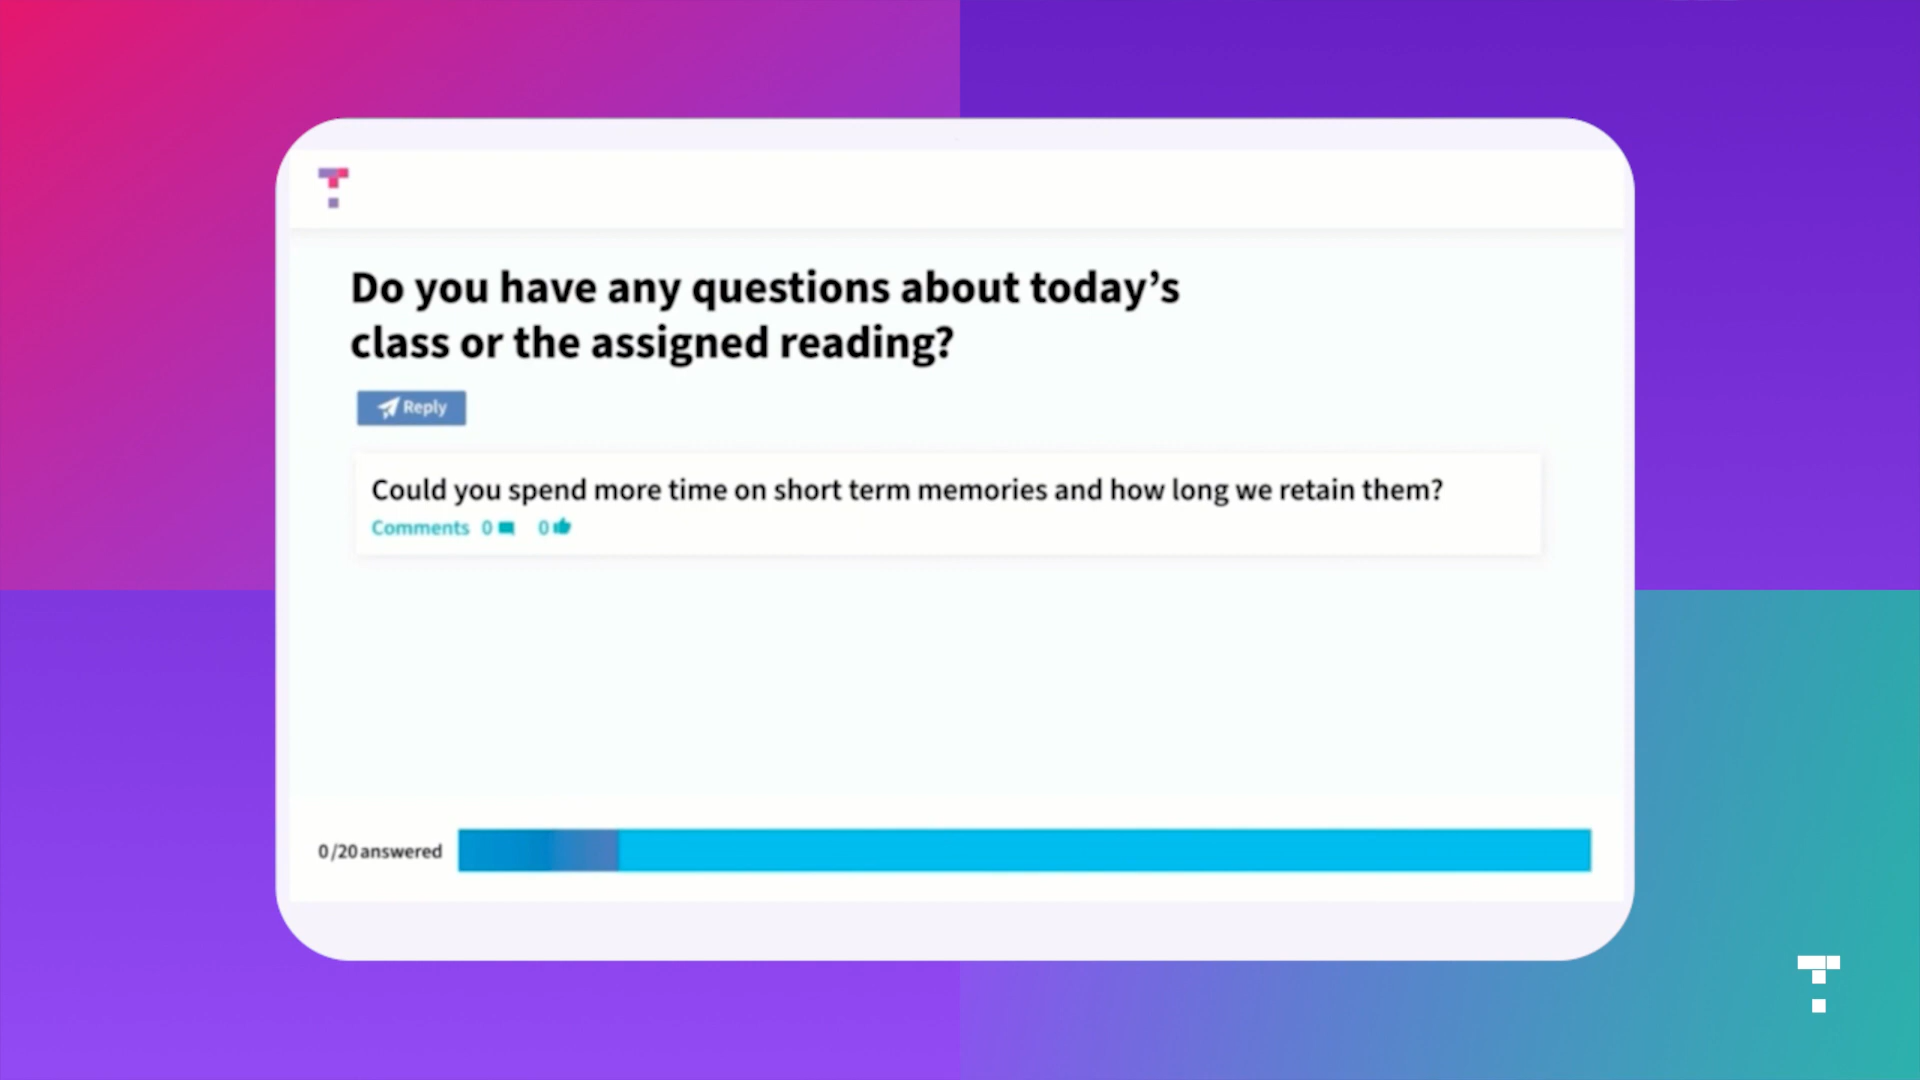 Do you have any questions about today’s
class or the assigned reading?
Reply
Could you spend more time on short term memories and how long we retain them?
Comments 0 0
0/20 answered